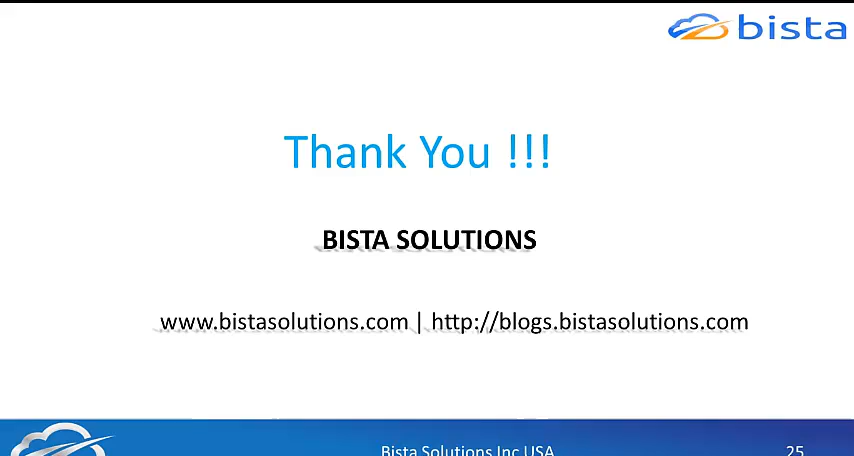 bista
Thank You !!!
BISTA SOLUTIONS
www.bistasolutions.com | http://blogs.bistasolutions.com
Bista Solutions Inc USA
25